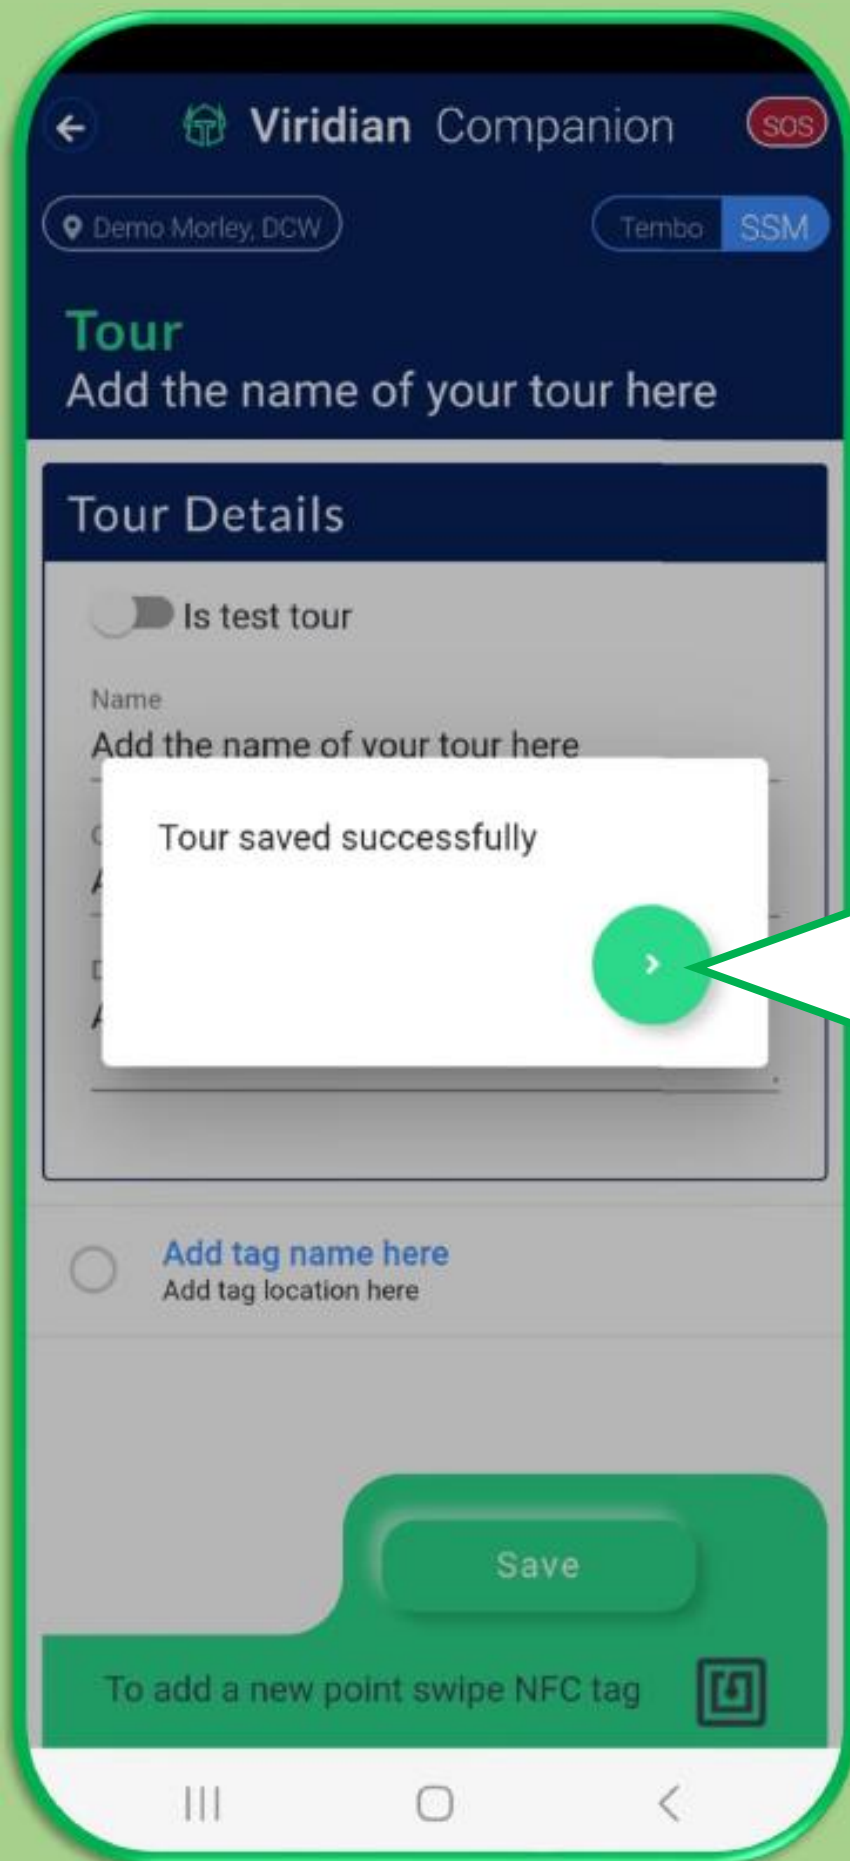 Viridian Companion
SOS
Demo Morley, DCW
Tembo SSM
Tour
Add the name of your tour here
Tour Details
Is test tour
Name
Add the name of your tour here
Tour saved successfully
Add tag name here
Add tag location here
Save
To add a new point swipe NFC tag